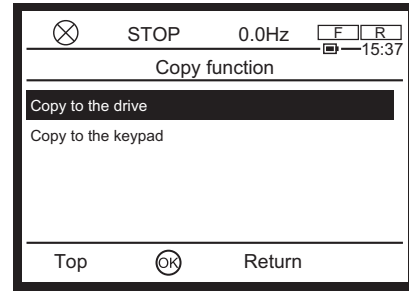 STOP 0.0Hz F R
15:37
Copy function
Copy to the drive
Copy to the keypad
Top OK Return